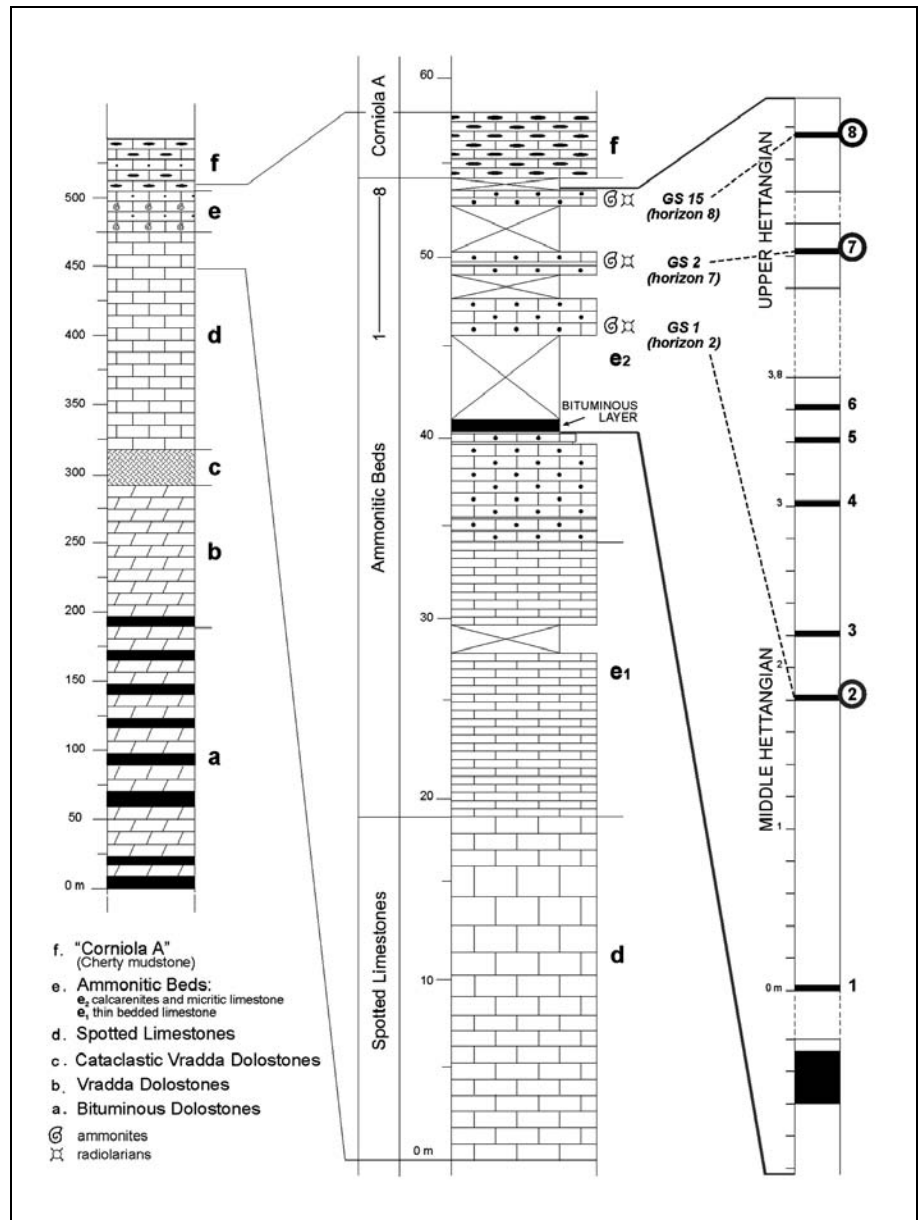 500
450
400
350
300
250
200
150
100
50
0 m
f
e
d
c
b
a
f. "Corniola A"
(Cherty mudstone)
e. Ammonitic Beds:
e2 calcarenites and micritic limestone
e1 thin bedded limestone
d. Spotted Limestones
c. Cataclastic Vradda Dolostones
b. Vradda Dolostones
a. Bituminous Dolostones
ammonites
radiolarians
Corniola A
1 8
Ammonitic Beds
Spotted Limestones
60
50
40
30
20
10
0 m
f
e2
BITUMINOUS
LAYER
e1
d
GS 15
(horizon 8)
GS 2
(horizon 7)
GS 1
(horizon 2)
UPPER HETTANGIAN
MIDDLE HETTANGIAN
3,8
3
2
1
0 m
8
7
6
5
4
3
2
1